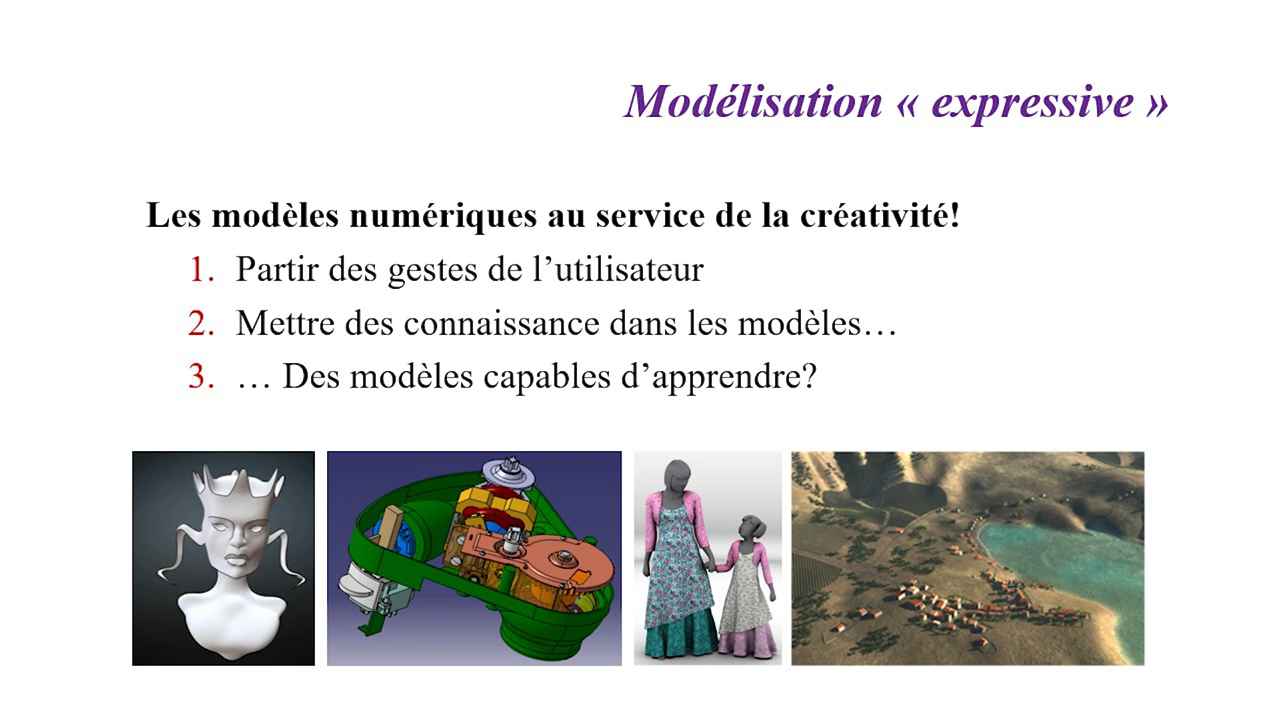 Modélisation « expressive »
Les modèles numériques au service de la créativité!
1. Partir des gestes de l’utilisateur
2. Mettre des connaissance dans les modèles…
3. … Des modèles capables d’apprendre?